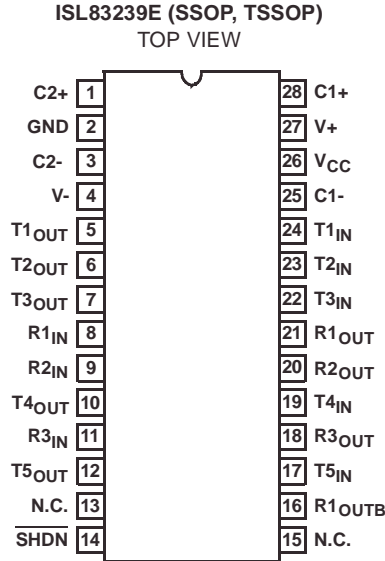 ISL83239E (SSOP, TSSOP)
TOP VIEW
C2+ 1 28 C1+
GND 2 27 V+
C2- 3 26 VCC
V- 4 25 C1-
T1OUT 5 24 T1IN
T2OUT 6 23 T2IN
T3OUT 7 22 T3IN
R1IN 8 21 R1OUT
R2IN 9 20 R2OUT
T4OUT 10 19 T4IN
R3IN 11 18 R3OUT
T5OUT 12 17 T5IN
N.C. 13 16 R1OUTB
SHDN 14 15 N.C.